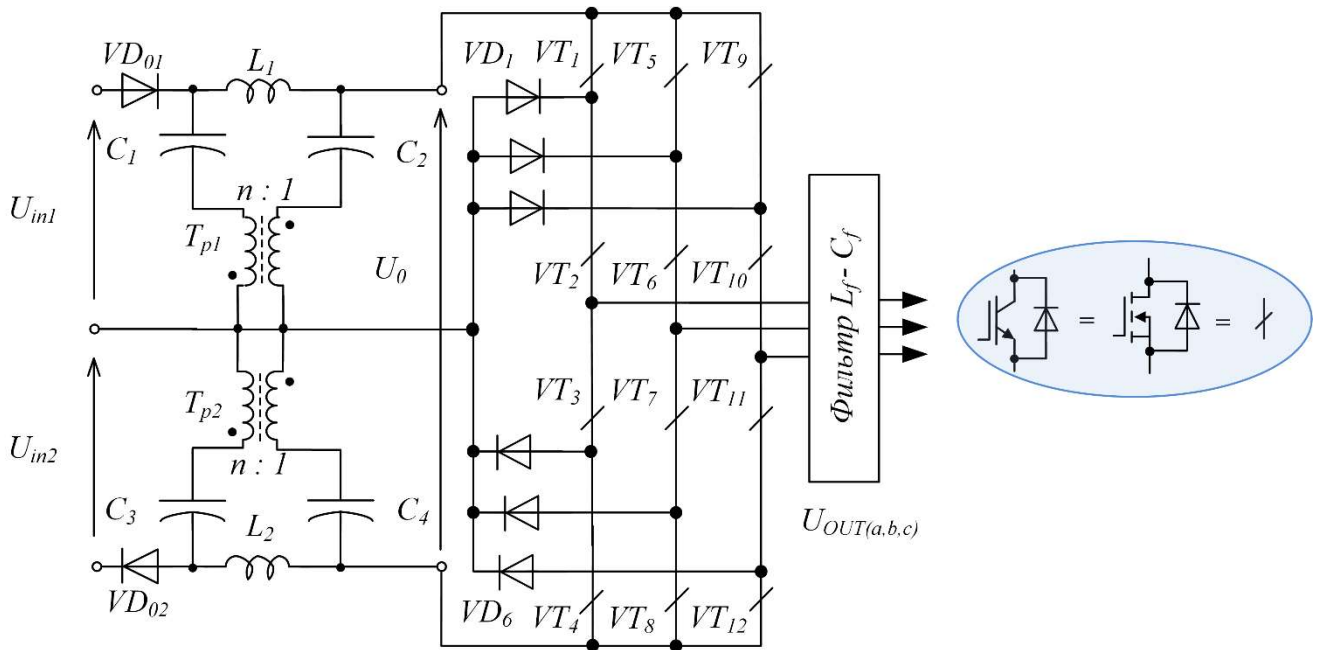 VD01 L1 VD1 VT1 VT5 VT9
C1 C2
n : 1
Uin1 Tp1 U0 VT2 VT6 VT10
Фильтр Lf - Cf
= =
Tp2 VT3 VT7 VT11
Uin2 n : 1
C3 L2 C4 UOUT(a,b,c)
VD02 VD6 VT4 VT8 VT12